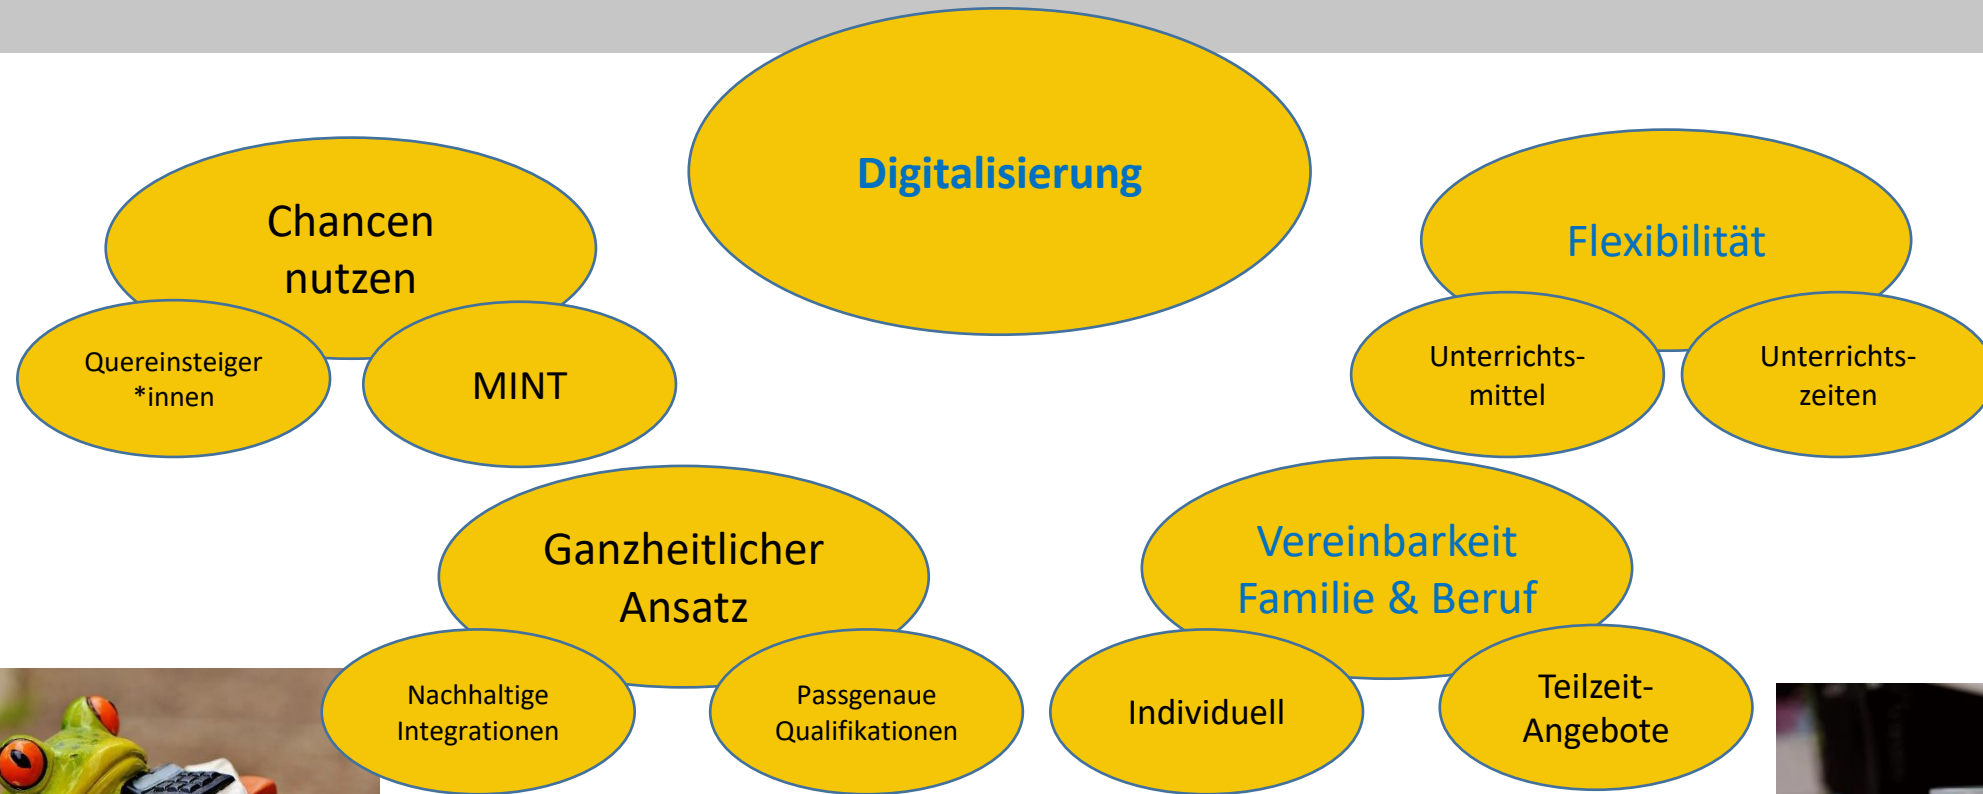 Digitalisierung
Chancen
nutzen
Quereinsteiger
*innen
MINT
Flexibilität
Unterrichts-
mittel
Unterrichts-
zeiten
Ganzheitlicher
Ansatz
Nachhaltige
Integrationen
Passgenaue
Qualifikationen
Vereinbarkeit
Familie & Beruf
Individuell
Teilzeit-
Angebote